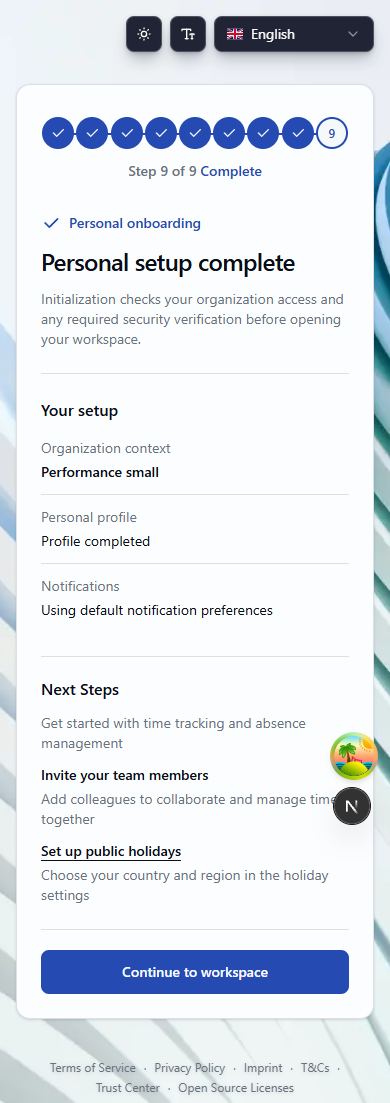 English
9
Step 9 of 9 Complete
Personal onboarding
Personal setup complete
Initialization checks your organization access and
any required security verification before opening
your workspace.
Your setup
Organization context
Performance small
Personal profile
Profile completed
Notifications
Using default notification preferences
Next Steps
Get started with time tracking and absence
management
Invite your team members
Add colleagues to collaborate and manage time
together
N
Set up public holidays
Choose your country and region in the holiday
settings
Continue to workspace
Terms of Service · Privacy Policy · Imprint · T&Cs ·
Trust Center · Open Source Licenses